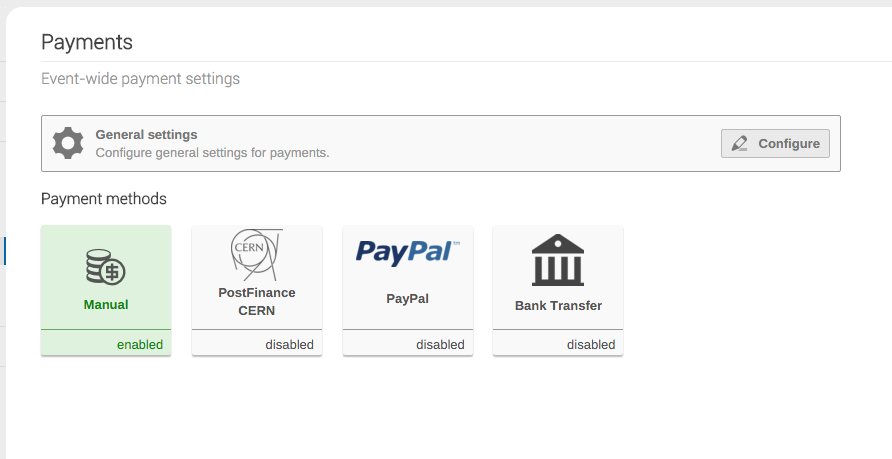 Payments
Event-wide payment settings
General settings
Configure general settings for payments.
Configure
Payment methods
Manual
enabled
CERN
PostFinance
CERN
disabled
PayPal™
PayPal
disabled
Bank Transfer
disabled